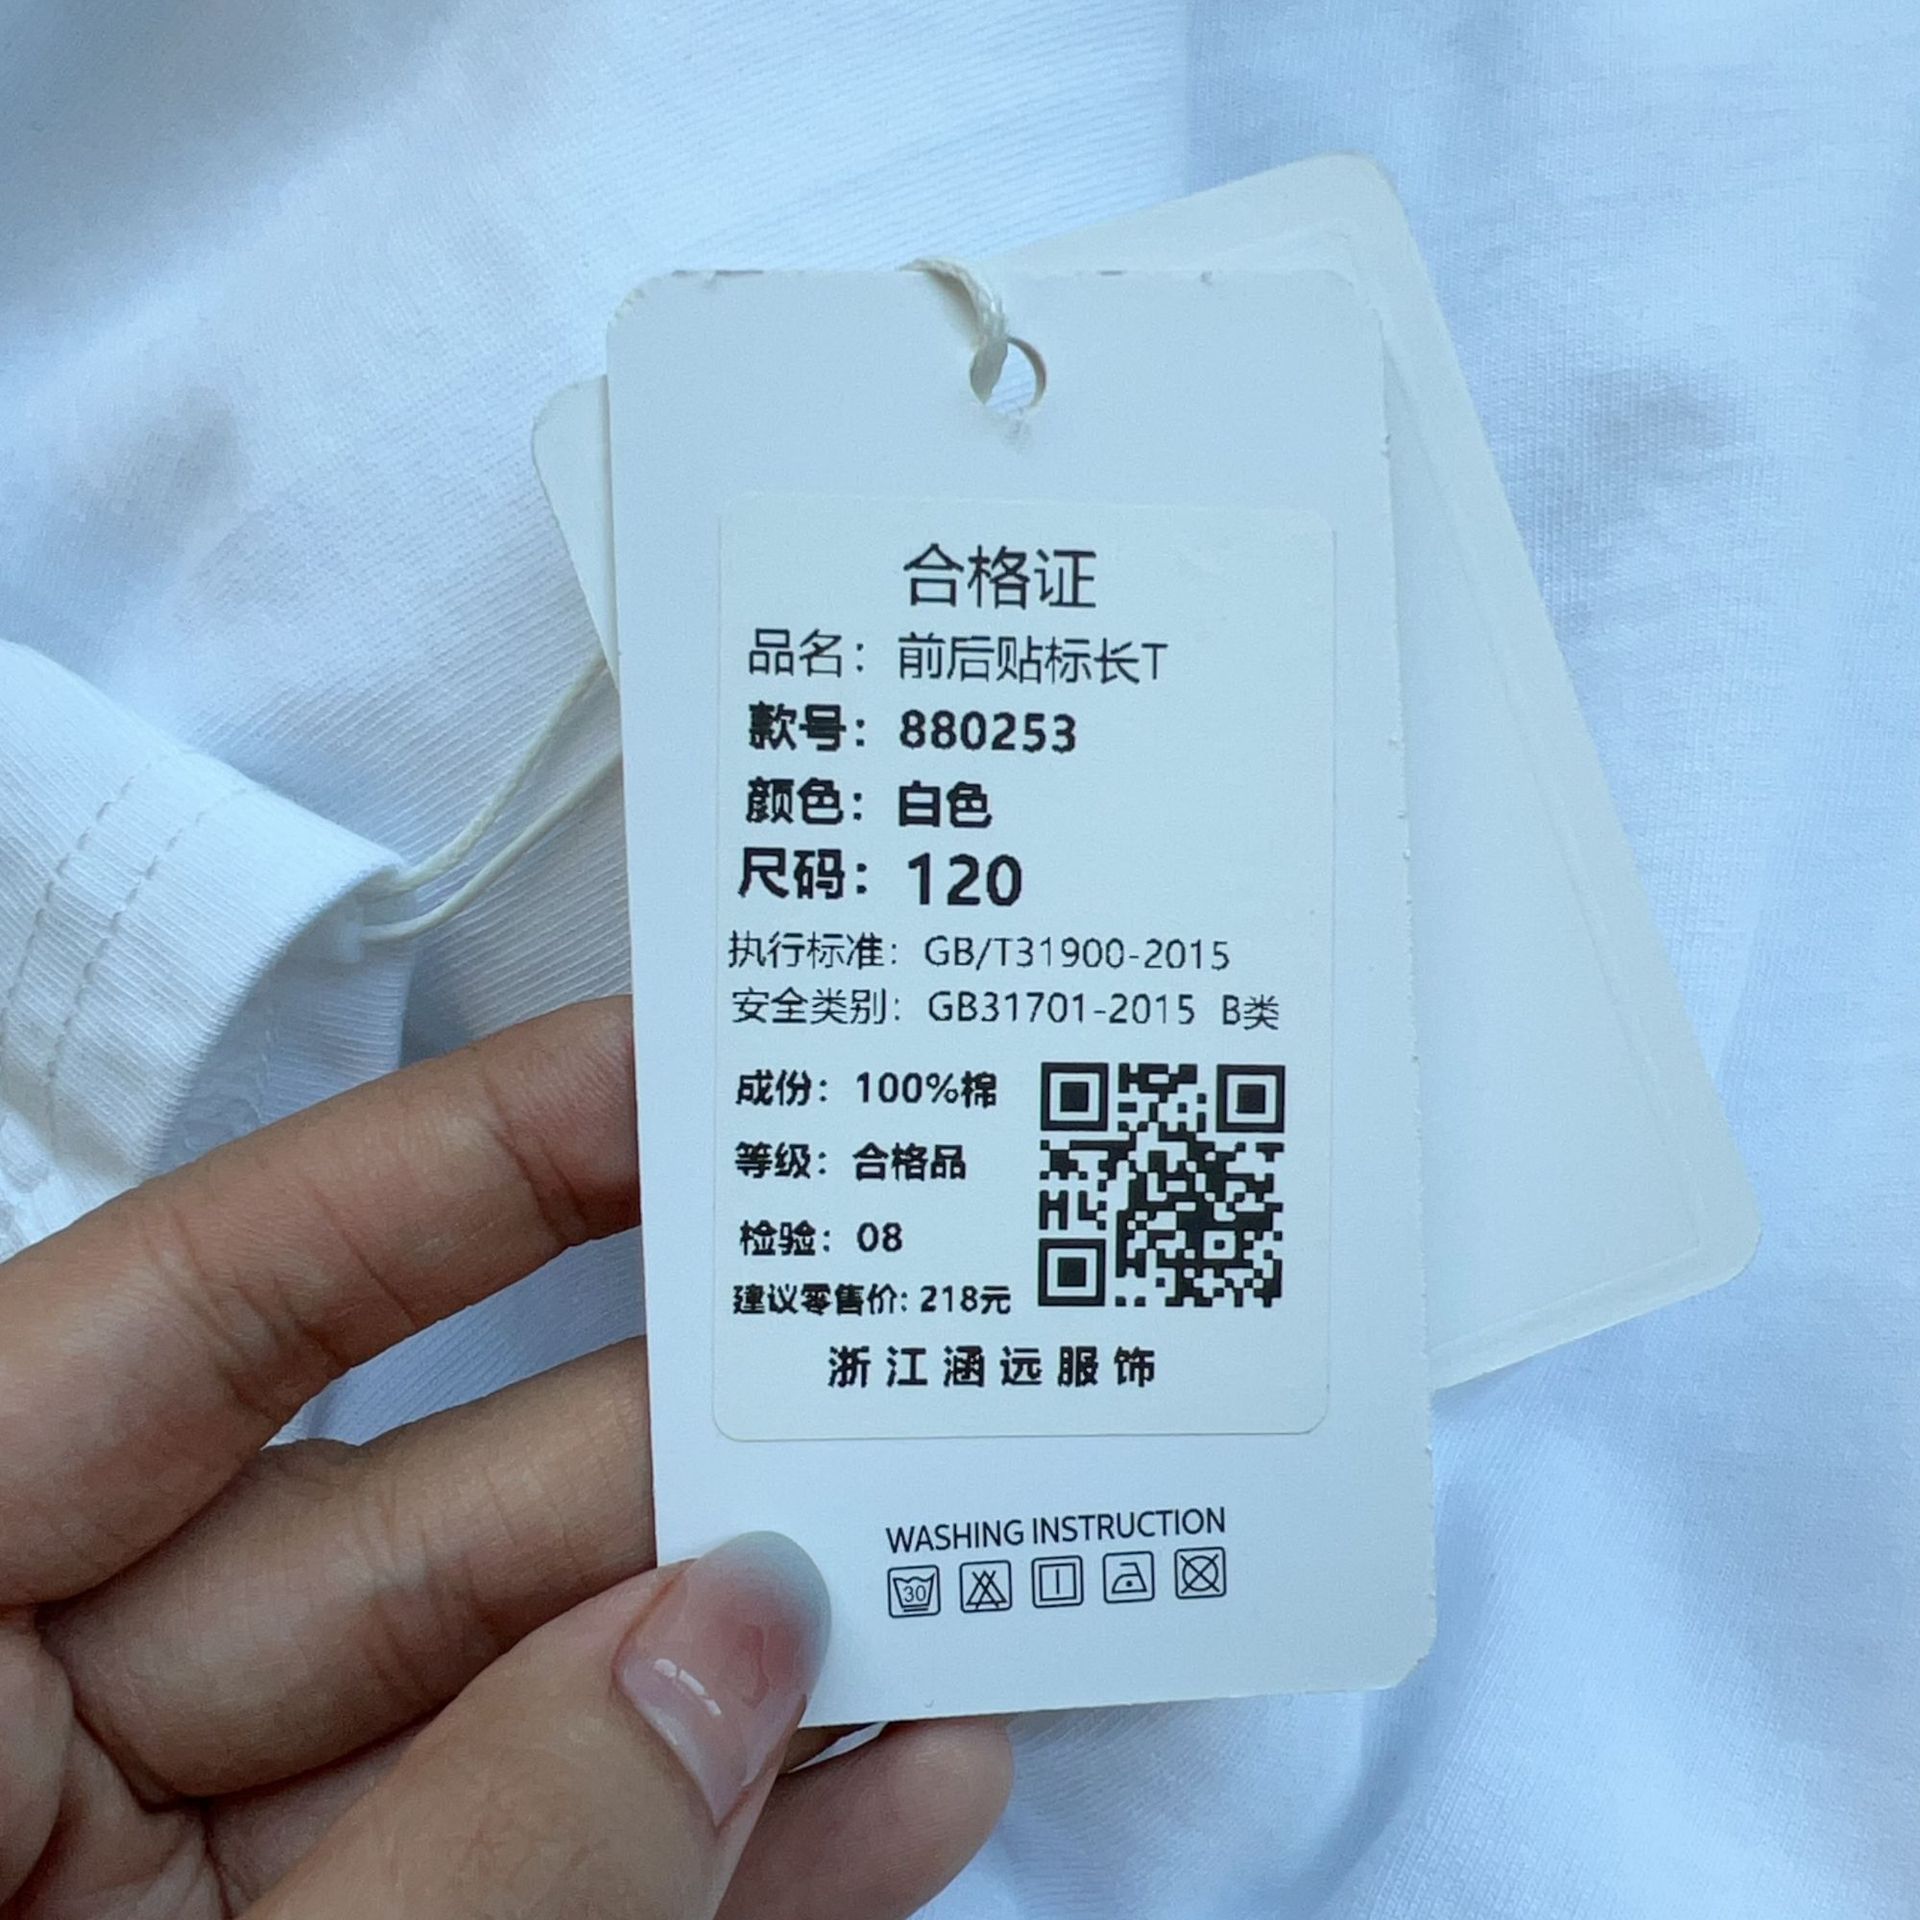 合格证
品名：前后贴标长T
款号：880253
颜色：白色
尺码：120
执行标准：GB/T31900-2015
安全类别：GB31701-2015 B类
成份：100%棉
等级：合格品
检验：08
建议零售价：218元
浙江涵远服饰
WASHING INSTRUCTION
30